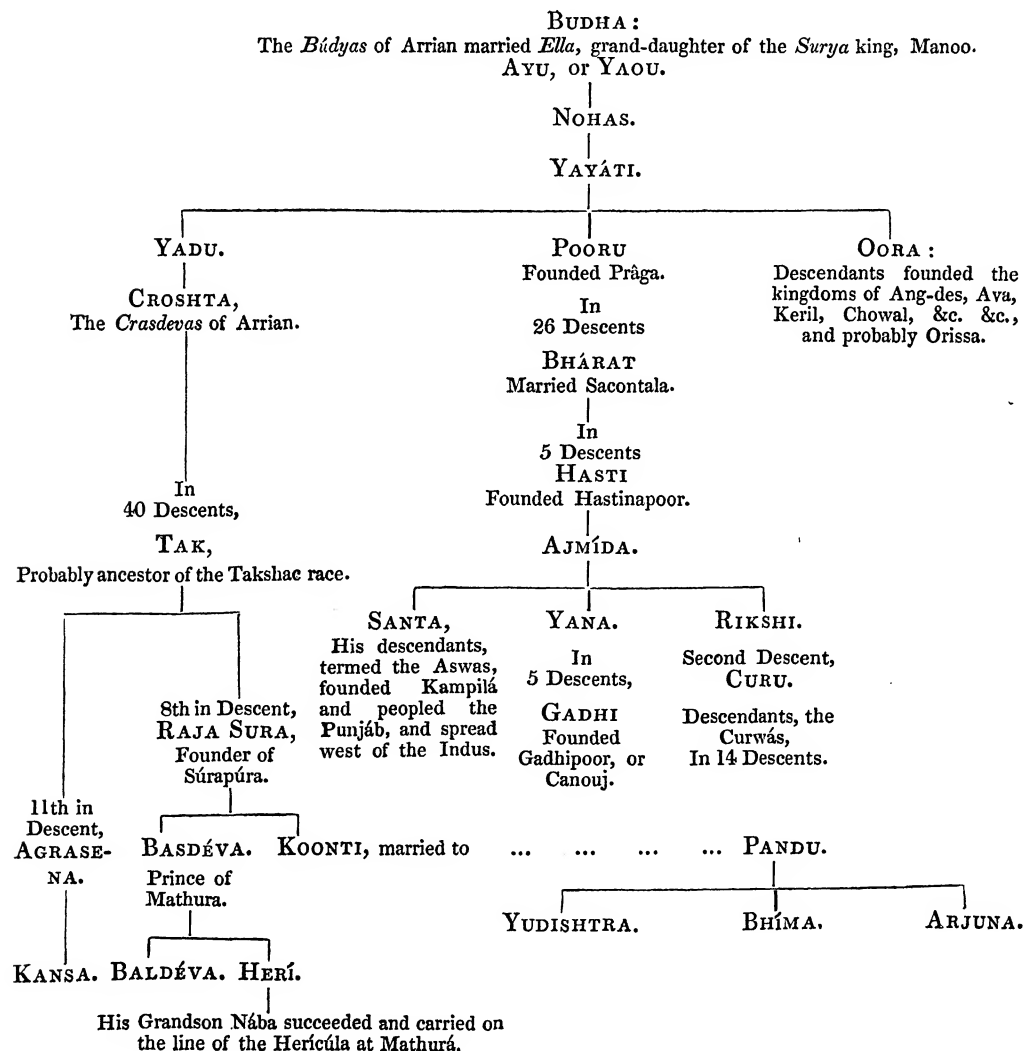 BUDHA:
The Búdyas of Arrian married Ella, grand-daughter of the Surya king, Manoo.
AYU, or YAOU.
NOHAS.
YAYÁTI.
YADU.
CROSHTA,
The Crasdevas of Arrian.
In
40 Descents,
TAK,
Probably ancestor of the Takshac race.
POORU
Founded Prâga.
In
26 Descents
BHÁRAT
Married Sacontala.
In
5 Descents
HASTI
Founded Hastinapoor.
AJMÍDA.
OORA:
Descendants founded the
kingdoms of Ang-des, Ava,
Keril, Chowal, &c. &c.,
and probably Orissa.
SANTA,
His descendants,
termed the Aswas,
founded Kampilá
and peopled the
Punjáb, and spread
west of the Indus.
YANA.
In
5 Descents,
GADHI
Founded
Gadhipoor, or
Canouj.
RIKSHI.
Second Descent,
CURU.
Descendants, the
Curwás,
In 14 Descents.
8th in Descent,
RAJA SURA,
Founder of
Súrapúra.
11th in
Descent,
AGRASE-
NA.
BASDÉVA.
Prince of
Mathura.
KOONTI, married to ... ... ... ... PANDU.
YUDISHTRA. BHÍMA. ARJUNA.
KANSA. BALDÉVA. HERÍ.
His Grandson Nába succeeded and carried on
the line of the Herícúla at Mathurá.